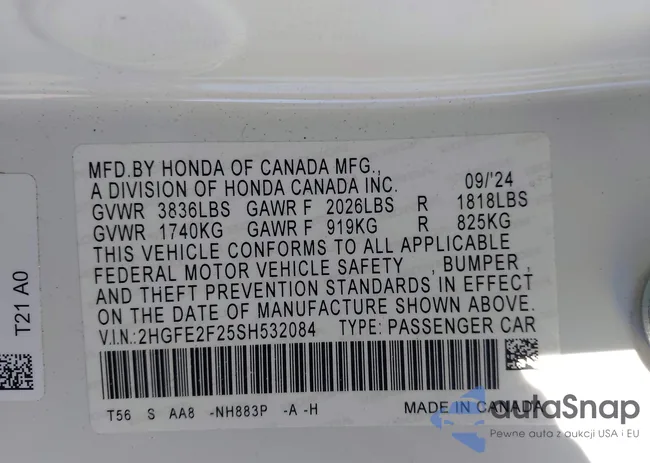 MFD.BY HONDA OF CANADA MFG.,
A DIVISION OF HONDA CANADA INC. 09/'24
GVWR 3836LBS GAWR F 2026LBS R 1818LBS
GVWR 1740KG GAWR F 919KG R 825KG
THIS VEHICLE CONFORMS TO ALL APPLICABLE
FEDERAL MOTOR VEHICLE SAFETY , BUMPER ,
AND THEFT PREVENTION STANDARDS IN EFFECT
ON THE DATE OF MANUFACTURE SHOWN ABOVE.
V.I.N.:2HGFE2F25SH532084 TYPE: PASSENGER CAR
T56 S AA8 -NH883P -A -H MADE IN CANADA
T21 A0
autoSnap
Pewne auta z aukcji USA i EU